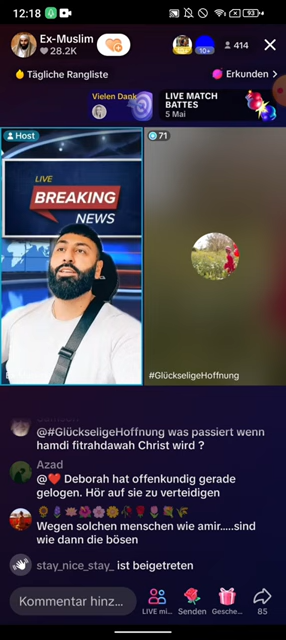 12:18
93
Ex-Muslim
28.2K
10+
414
Tägliche Rangliste
Erkunden
Vielen Dank
LIVE MATCH
BATTES
5 Mai
Host
71
LIVE
BREAKING
NEWS
#GlückseligeHoffnung
@#GlückseligeHoffnung was passiert wenn
hamdi fitrahdawah Christ wird ?
Azad
@❤️ Deborah hat offenkundig gerade
gelogen. Hör auf sie zu verteidigen
Wegen solchen menschen wie amir.....sind
wie dann die bösen
stay_nice_stay_ ist beigetreten
Kommentar hinz...
LIVE mi...
Senden
Gesche...
85